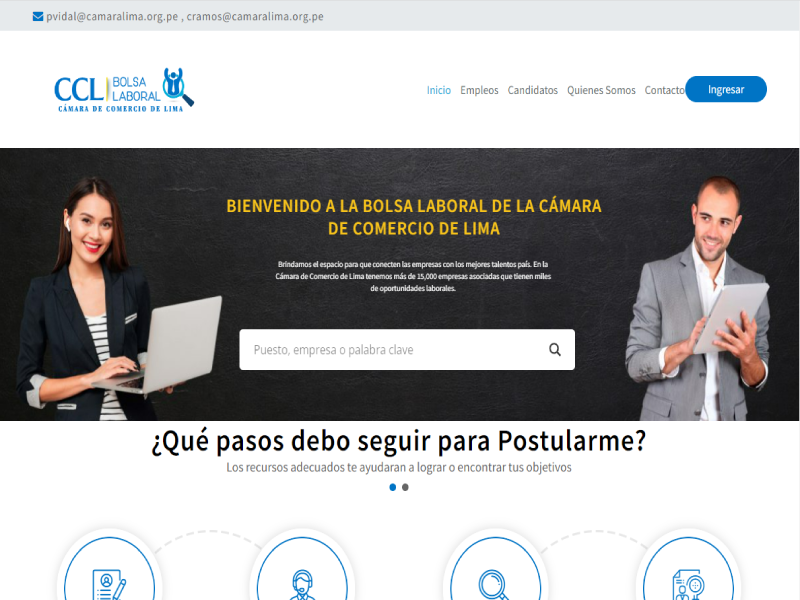 pvidal@camaralima.org.pe , cramos@camaralima.org.pe
CCL BOLSA LABORAL
CÁMARA DE COMERCIO DE LIMA
Inicio Empleos Candidatos Quienes Somos Contacto Ingresar
BIENVENIDO A LA BOLSA LABORAL DE LA CÁMARA
DE COMERCIO DE LIMA
Brindamos el espacio para que conecten las empresas con los mejores talentos país. En la
Cámara de Comercio de Lima tenemos más de 15,000 empresas asociadas que tienen miles
de oportunidades laborales.
Puesto, empresa o palabra clave
¿Qué pasos debo seguir para Postularme?
Los recursos adecuados te ayudaran a lograr o encontrar tus objetivos